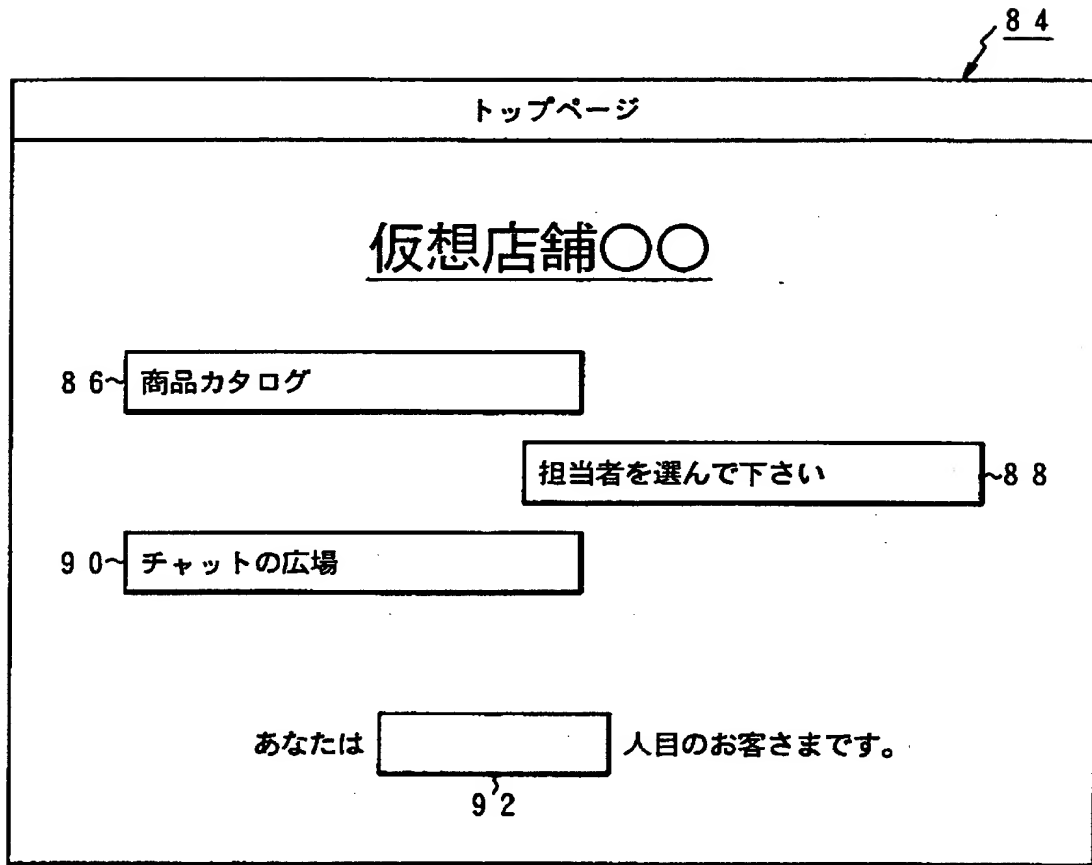 84
トップページ
仮想店舗○○
86 商品カタログ
担当者を選んで下さい 88
90 チャットの広場
あなたは 人目のお客さまです。
92